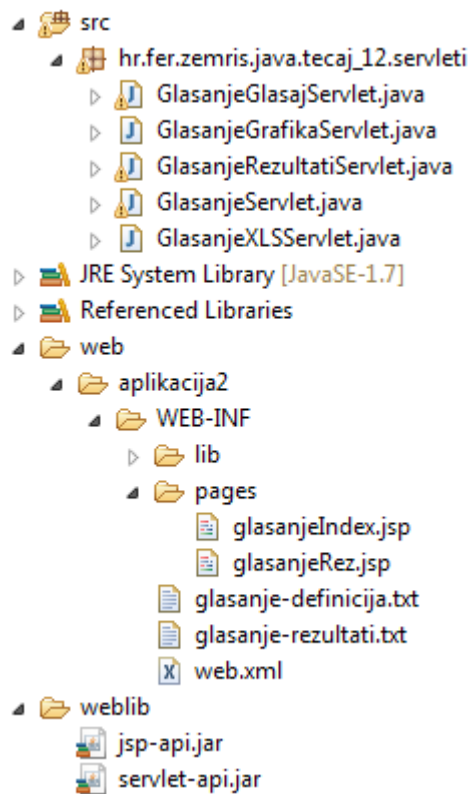 src
hr.fer.zemris.java.tecaj_12.servleti
GlasanjeGlasajServlet.java
GlasanjeGrafikaServlet.java
GlasanjeRezultatiServlet.java
GlasanjeServlet.java
GlasanjeXLSServlet.java
JRE System Library [JavaSE-1.7]
Referenced Libraries
web
aplikacija2
WEB-INF
lib
pages
glasanjeIndex.jsp
glasanjeRez.jsp
glasanje-definicija.txt
glasanje-rezultati.txt
web.xml
weblib
jsp-api.jar
servlet-api.jar